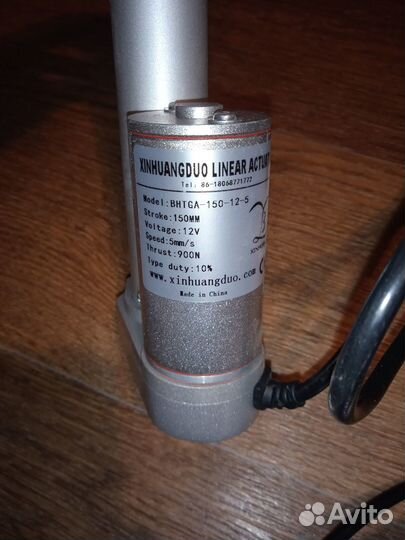 XINHUANGDUO LINEAR
Tel: 86-18068771777
Model:BHTGA-150-12-5
Stroke:150MM
Voltage:12V
Speed:5mm/s
Thrust:900N
Type duty:10%
www.xinhuangduo.com
Made in China
Avito